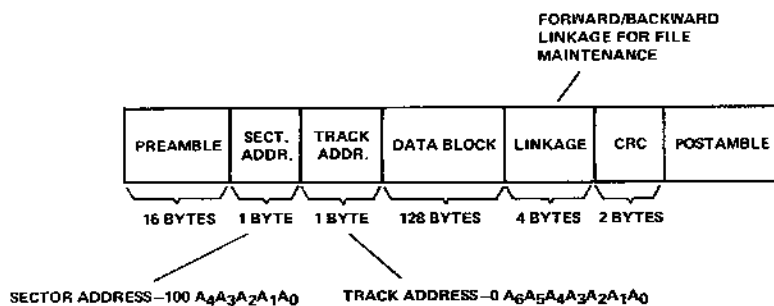 FORWARD/BACKWARD
LINKAGE FOR FILE
MAINTENANCE
PREAMBLE
SECT.
ADDR.
TRACK
ADDR.
DATA BLOCK
LINKAGE
CRC
POSTAMBLE
16 BYTES
1 BYTE
1 BYTE
128 BYTES
4 BYTES
2 BYTES
SECTOR ADDRESS–100 A4A3A2A1A0
TRACK ADDRESS–0 A6A5A4A3A2A1A0